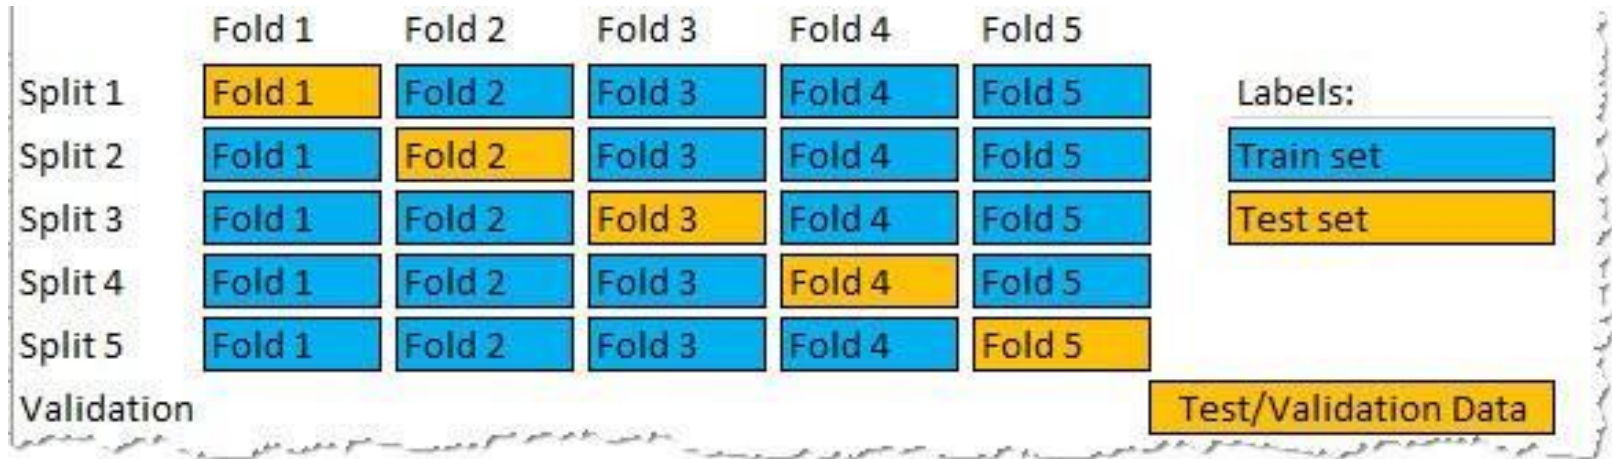 Fold 1 Fold 2 Fold 3 Fold 4 Fold 5
Split 1 Fold 1 Fold 2 Fold 3 Fold 4 Fold 5 Labels:
Split 2 Fold 1 Fold 2 Fold 3 Fold 4 Fold 5 Train set
Split 3 Fold 1 Fold 2 Fold 3 Fold 4 Fold 5 Test set
Split 4 Fold 1 Fold 2 Fold 3 Fold 4 Fold 5
Split 5 Fold 1 Fold 2 Fold 3 Fold 4 Fold 5
Validation Test/Validation Data